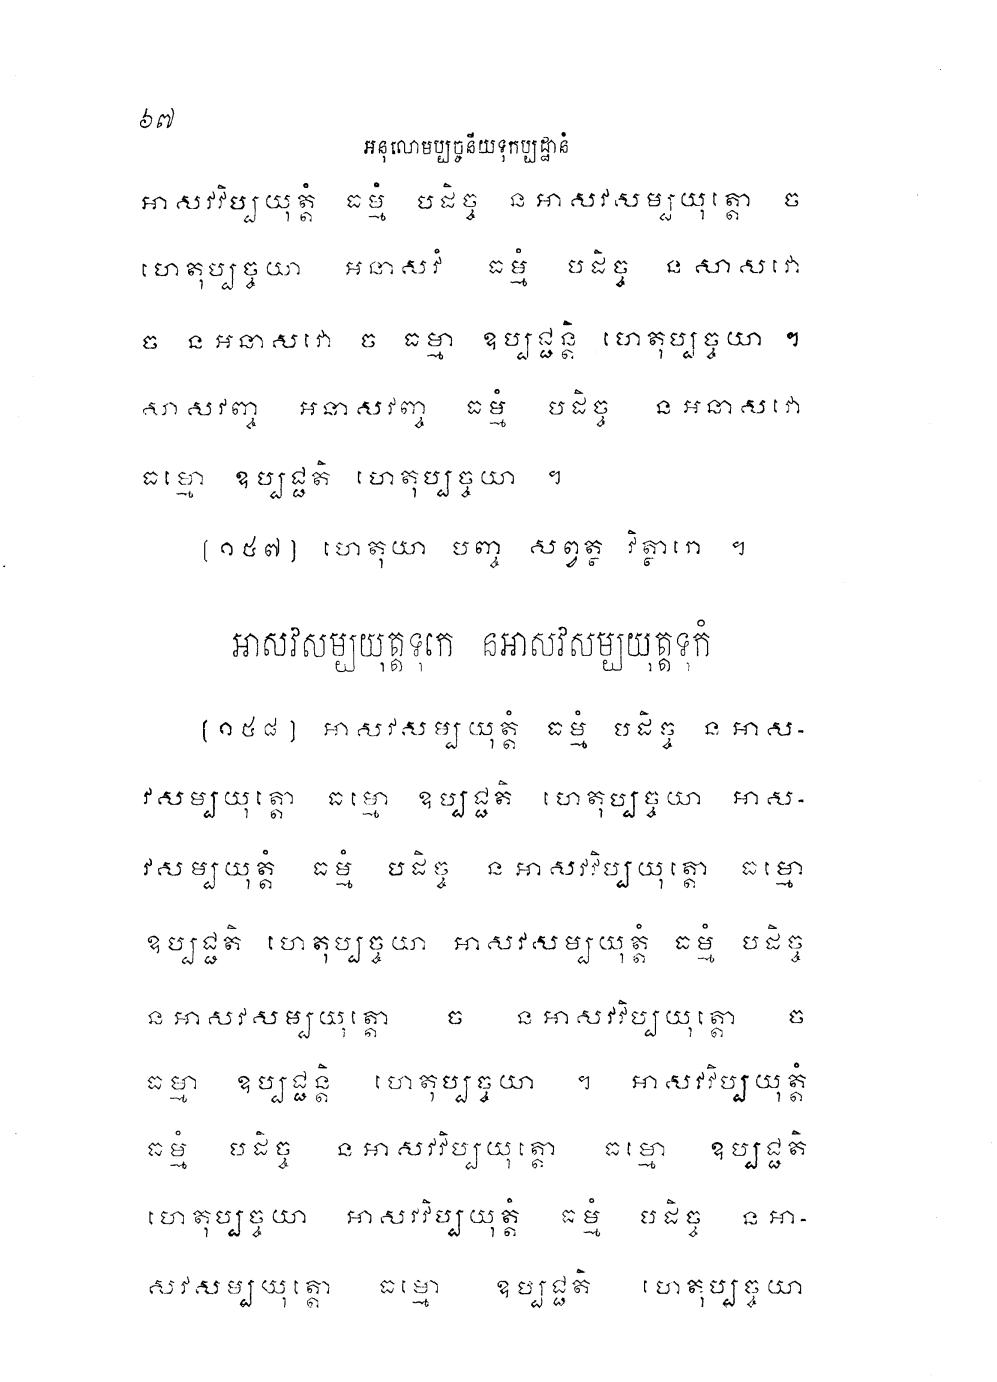 ៦៧
អនុលោមប្បច្ចនីយទុកប្បដ្ឋានំ
អាសវវិប្បយុត្តំ ធម្មំ បដិច្ច នអាសវសម្បយុត្តោ ច
ហេតុប្បច្ចយា អនាសវំ ធម្មំ បដិច្ច នសាសវោ
ច នអនាសវោ ច ធម្មា ឧប្បជ្ជន្តិ ហេតុប្បច្ចយា ។
សាសវញ្ច អនាសវញ្ច ធម្មំ បដិច្ច នអនាសវោ
ធម្មោ ឧប្បជ្ជតិ ហេតុប្បច្ចយា ។
(១៥៧) ហេតុយា បញ្ច សព្វត្ថ វិត្ថារោ ។
អាសវសម្បយុត្តទុកេ នអាសវសម្បយុត្តទុកំ
(១៥៨) អាសវសម្បយុត្តំ ធម្មំ បដិច្ច នអាស-
វសម្បយុត្តោ ធម្មោ ឧប្បជ្ជតិ ហេតុប្បច្ចយា អាស-
វសម្បយុត្តំ ធម្មំ បដិច្ច នអាសវវិប្បយុត្តោ ធម្មោ
ឧប្បជ្ជតិ ហេតុប្បច្ចយា អាសវសម្បយុត្តំ ធម្មំ បដិច្ច
នអាសវសម្បយុត្តោ ច នអាសវវិប្បយុត្តោ ច
ធម្មា ឧប្បជ្ជន្តិ ហេតុប្បច្ចយា ។ អាសវវិប្បយុត្តំ
ធម្មំ បដិច្ច នអាសវវិប្បយុត្តោ ធម្មោ ឧប្បជ្ជតិ
ហេតុប្បច្ចយា អាសវវិប្បយុត្តំ ធម្មំ បដិច្ច នអា-
សវសម្បយុត្តោ ធម្មោ ឧប្បជ្ជតិ ហេតុប្បច្ចយា